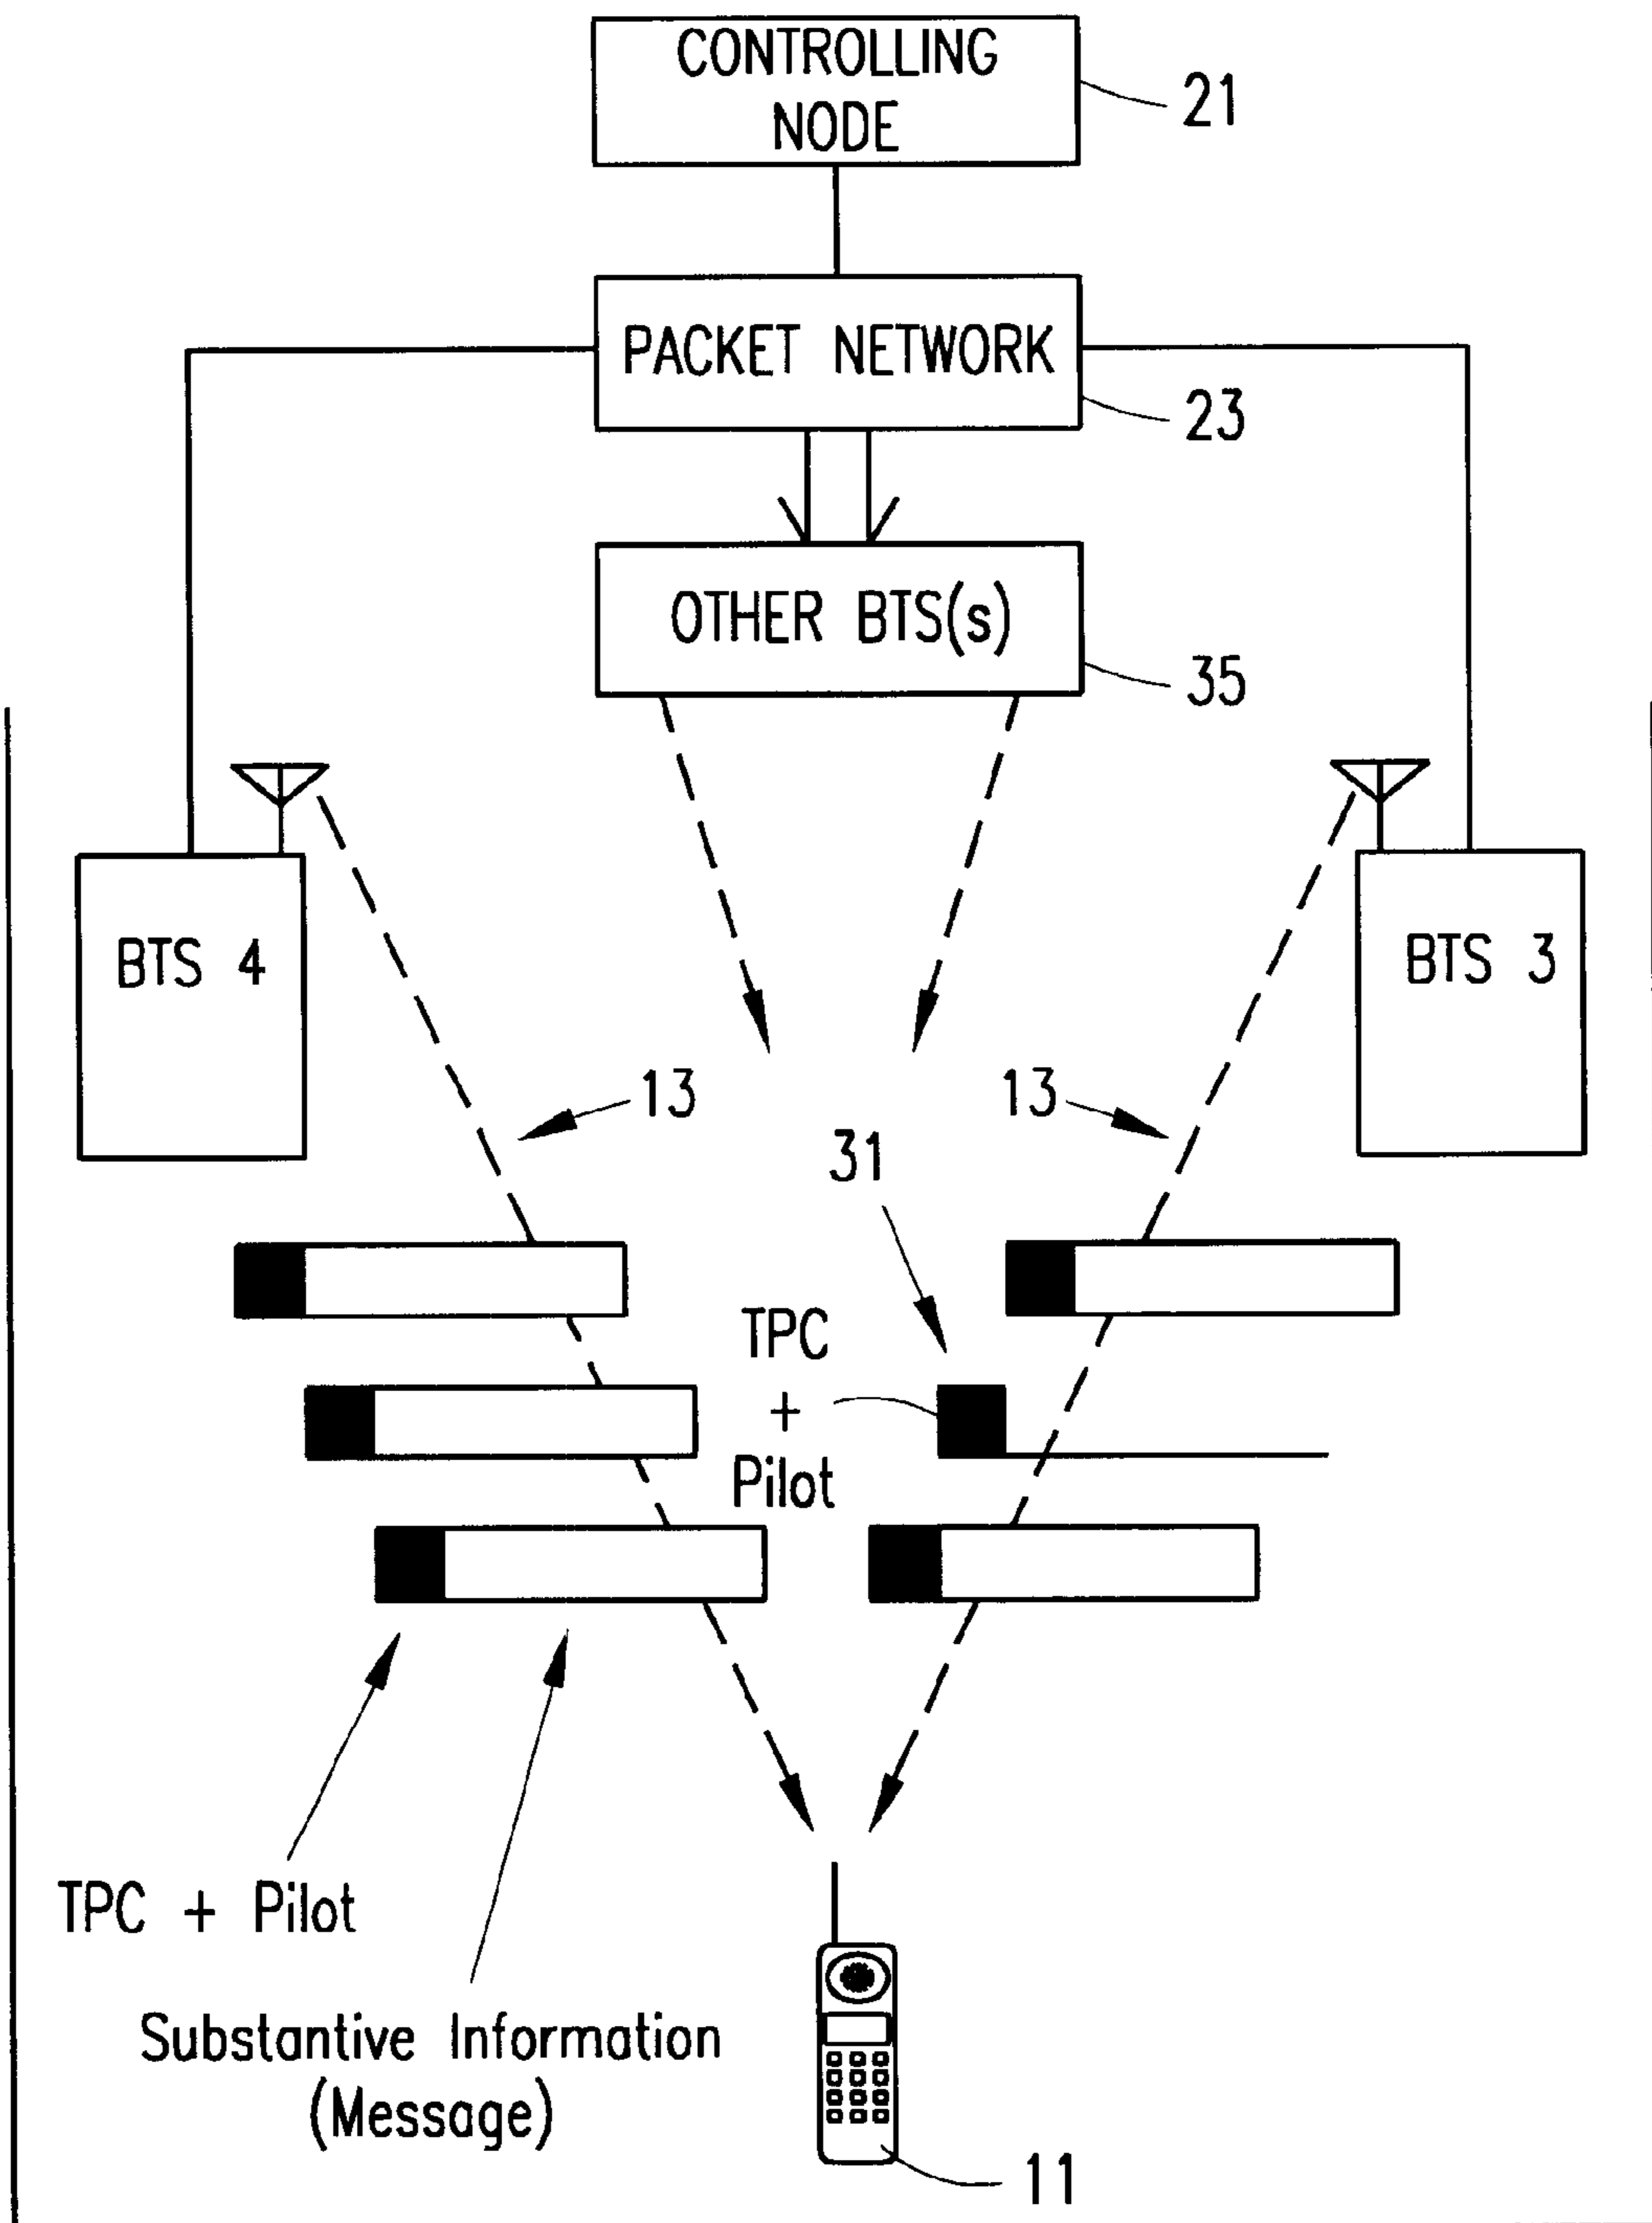 CONTROLLING
NODE
21
PACKET NETWORK
23
OTHER BTS(s)
35
BTS 4
BTS 3
13
13
31
TPC
+
Pilot
TPC + Pilot
Substantive Information
(Message)
11